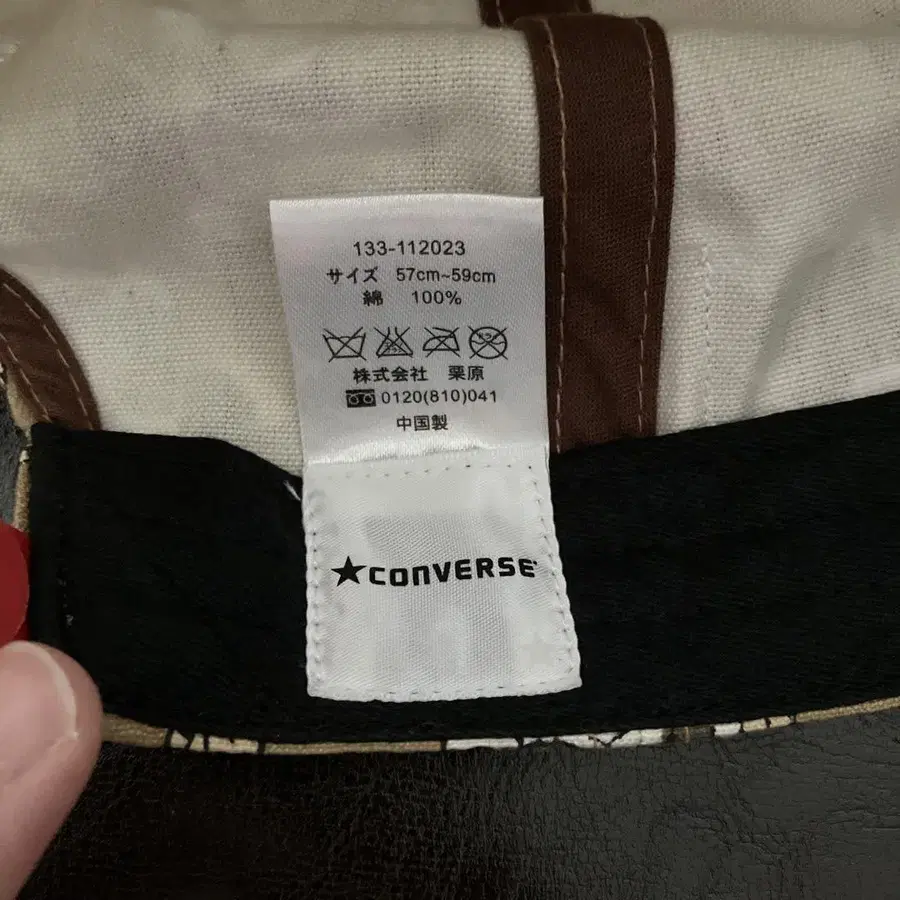 133-112023
サイズ 57cm~59cm
綿 100%
株式会社 栗原
0120(810)041
中国製
★CONVERSE